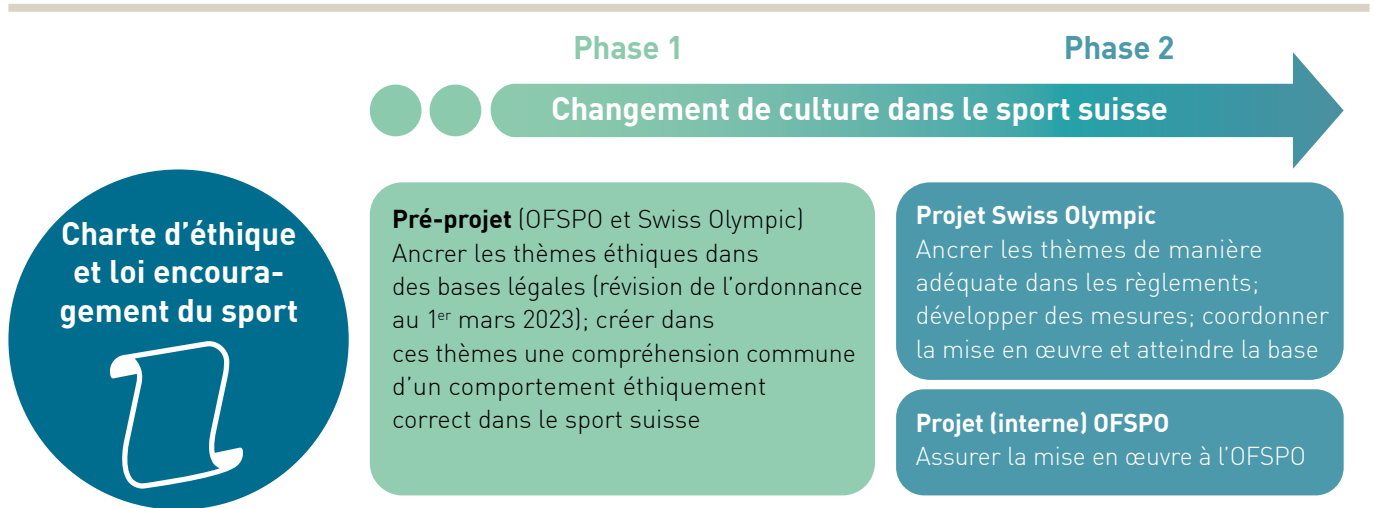 Phase 1
Phase 2
Changement de culture dans le sport suisse
Charte d’éthique
et loi encoura-
gement du sport
Pré-projet (OFSPO et Swiss Olympic)
Ancrer les thèmes éthiques dans
des bases légales (révision de l’ordonnance
au 1er mars 2023); créer dans
ces thèmes une compréhension commune
d’un comportement éthiquement
correct dans le sport suisse
Projet Swiss Olympic
Ancrer les thèmes de manière
adéquate dans les règlements;
développer des mesures; coordonner
la mise en œuvre et atteindre la base
Projet (interne) OFSPO
Assurer la mise en œuvre à l’OFSPO